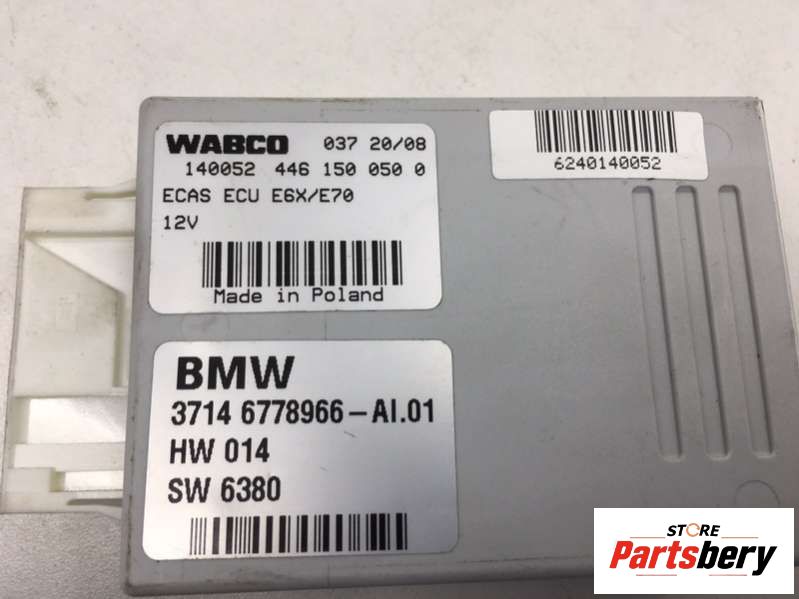 WABCO 037 20/08
140052 446 150 050 0
ECAS ECU E6X/E70
12V
Made in Poland
6240140052
BMW
3714 6778966-AI.01
HW 014
SW 6380
STORE
Partsbery